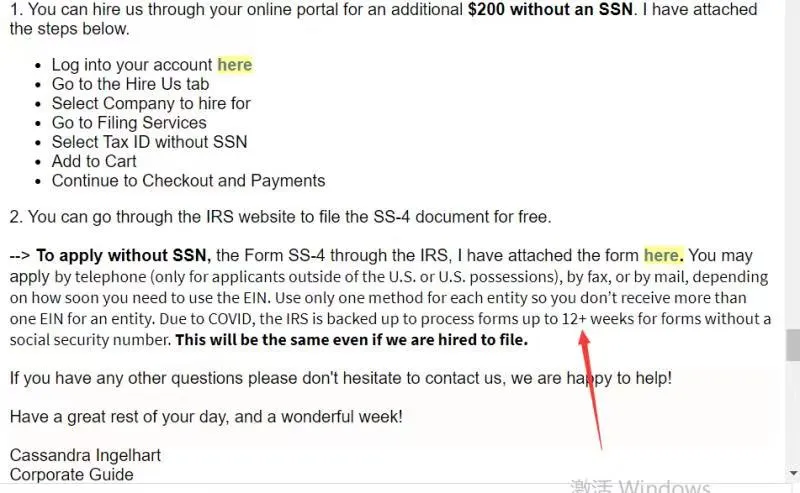 1. You can hire us through your online portal for an additional $200 without an SSN. I have attached
the steps below.
• Log into your account here
• Go to the Hire Us tab
• Select Company to hire for
• Go to Filing Services
• Select Tax ID without SSN
• Add to Cart
• Continue to Checkout and Payments
2. You can go through the IRS website to file the SS-4 document for free.
--> To apply without SSN, the Form SS-4 through the IRS, I have attached the form here. You may
apply by telephone (only for applicants outside of the U.S. or U.S. possessions), by fax, or by mail, depending
on how soon you need to use the EIN. Use only one method for each entity so you don’t receive more than
one EIN for an entity. Due to COVID, the IRS is backed up to process forms up to 12+ weeks for forms without a
social security number. This will be the same even if we are hired to file.
If you have any other questions please don't hesitate to contact us, we are happy to help!
Have a great rest of your day, and a wonderful week!
Cassandra Ingelhart
Corporate Guide
激活 Windows